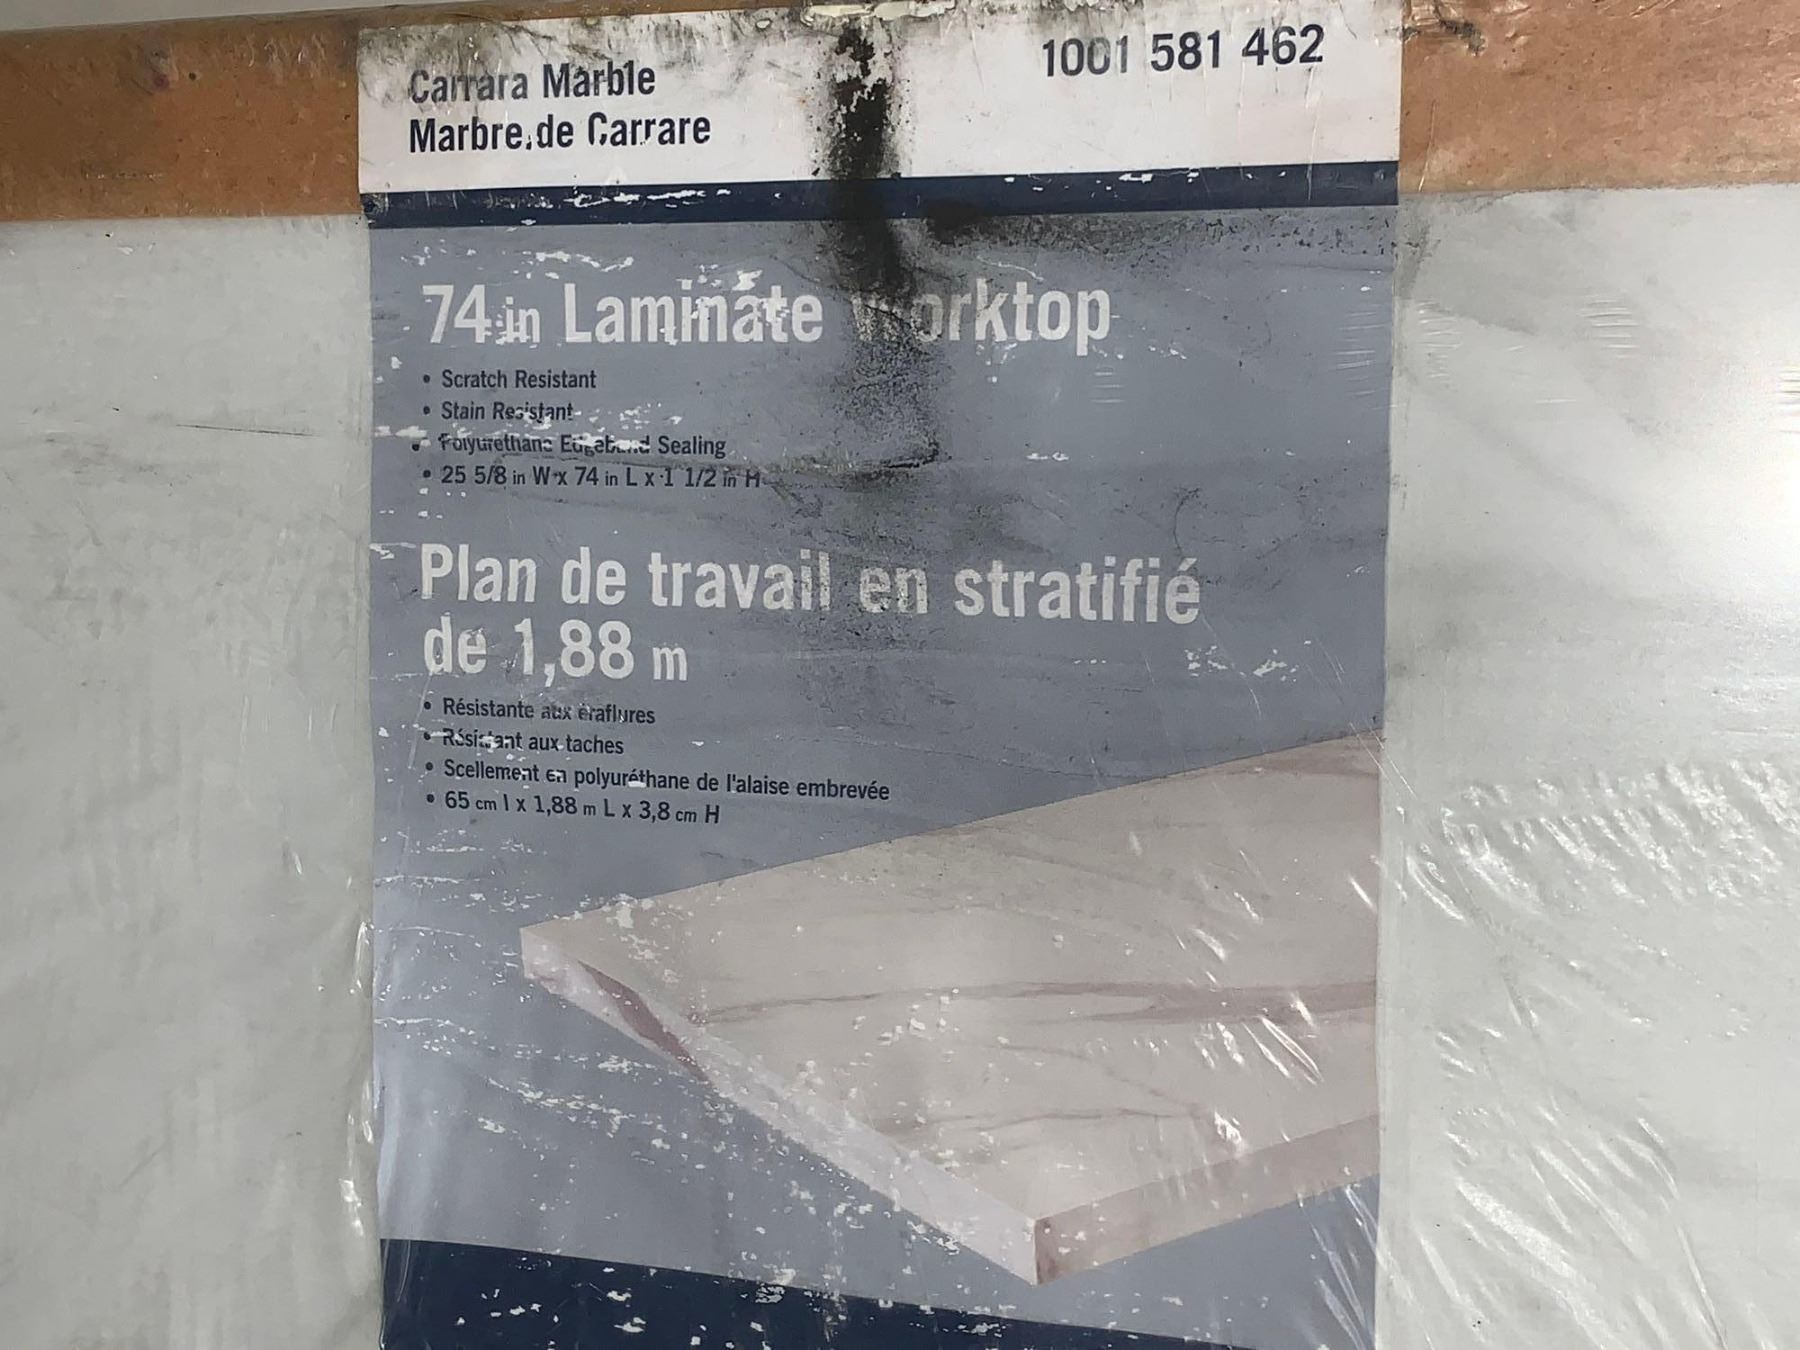 Carrara Marble
Marbre de Carrare
1001 581 462
74 in Laminate Worktop
• Scratch Resistant
• Stain Resistant
• Polyurethane Edgeband Sealing
• 25 5/8 in W x 74 in L x 1 1/2 in H
Plan de travail en stratifié
de 1,88 m
• Résistante aux éraflures
• Résistant aux taches
• Scellement en polyuréthane de l'alaise embrevée
• 65 cm l x 1,88 m L x 3,8 cm H